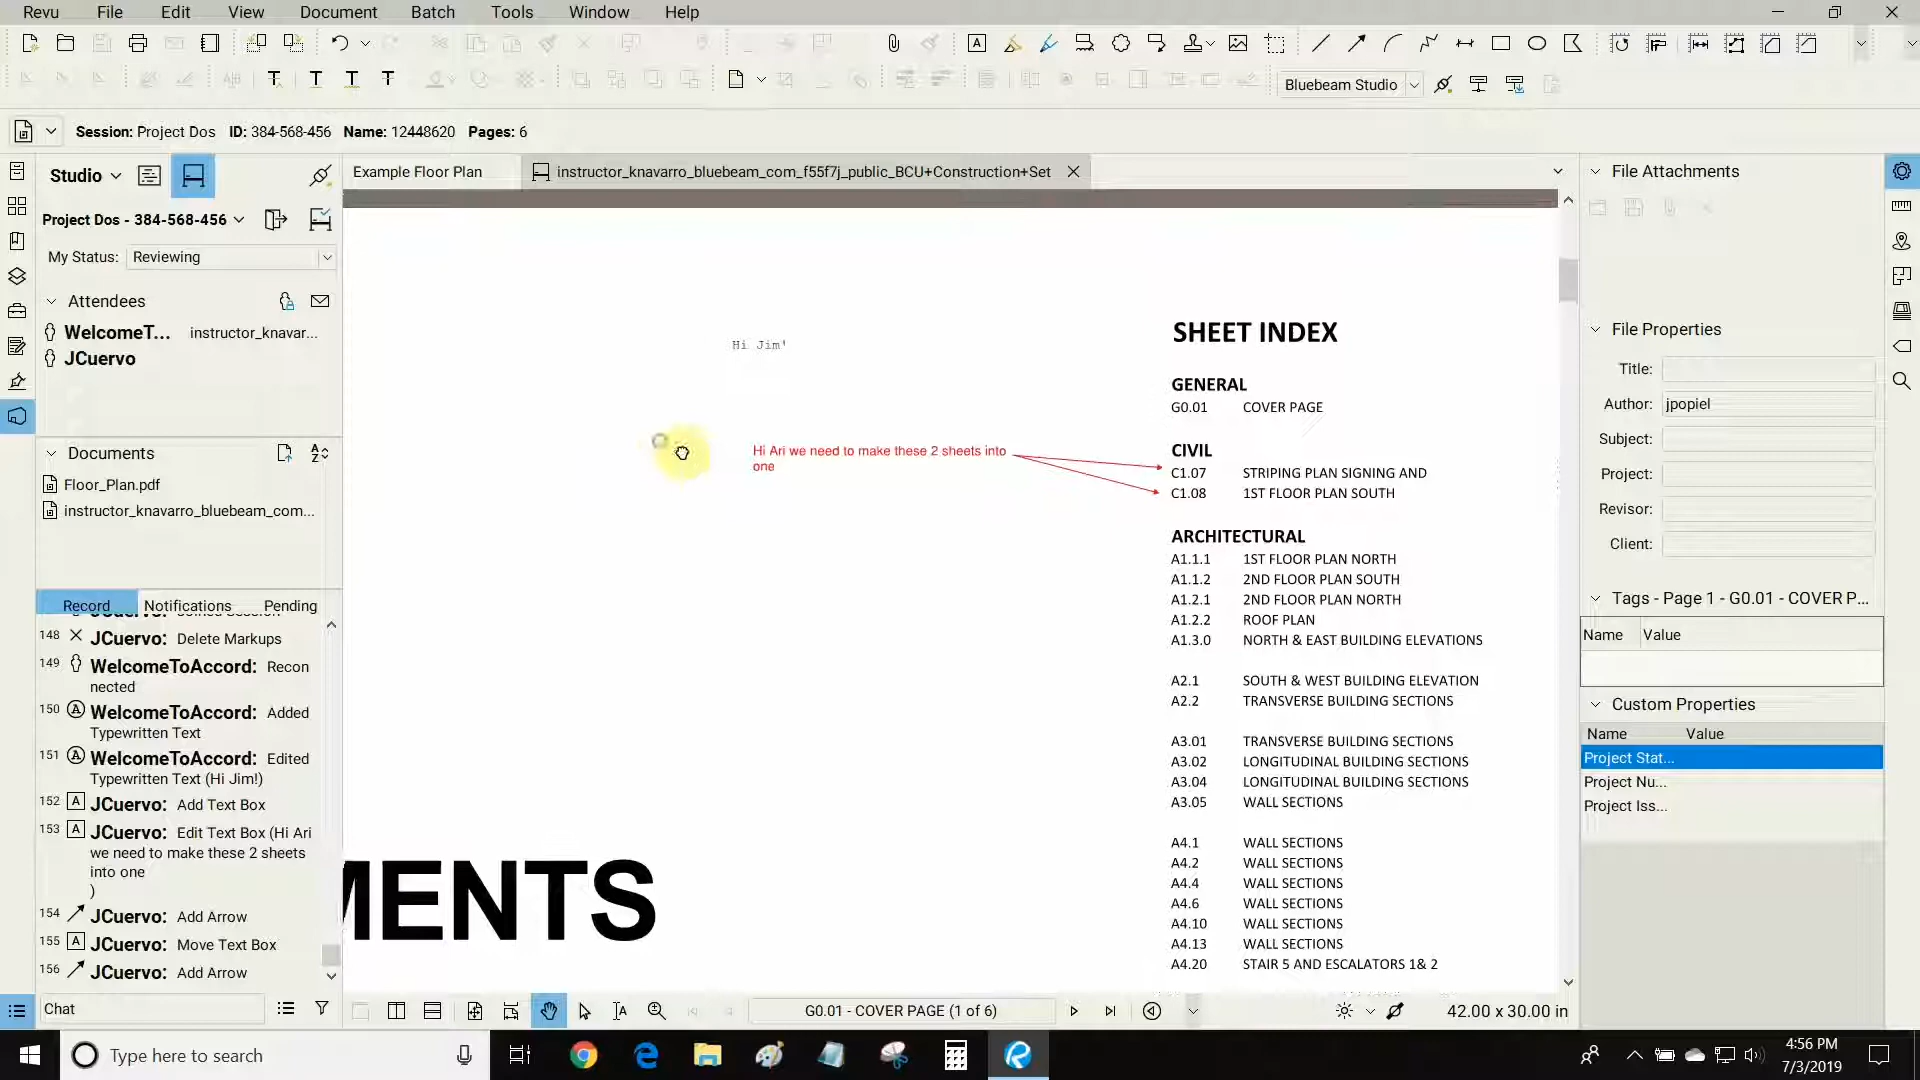 Revu File Edit View Document Batch Tools Window Help
Bluebeam Studio
Session: Project Dos ID: 384-568-456 Name: 12448620 Pages: 6
Studio
Example Floor Plan
instructor_knavarro_bluebeam_com_f55f7j_public_BCU+Construction+Set
Project Dos - 384-568-456
My Status: Reviewing
Attendees
WelcomeT... instructor_knavar...
JCuervo
Documents
Floor_Plan.pdf
instructor_knavarro_bluebeam_com...
Record Notifications Pending
JCuervo: Joined Session
148 JCuervo: Delete Markups
149 WelcomeToAccord: Recon
nected
150 WelcomeToAccord: Added
Typewritten Text
151 WelcomeToAccord: Edited
Typewritten Text (Hi Jim!)
152 JCuervo: Add Text Box
153 JCuervo: Edit Text Box (Hi Ari
we need to make these 2 sheets
into one
)
154 JCuervo: Add Arrow
155 JCuervo: Move Text Box
156 JCuervo: Add Arrow
Chat
Hi Jim!
Hi Ari we need to make these 2 sheets into
one
MENTS
SHEET INDEX
GENERAL
G0.01 COVER PAGE
CIVIL
C1.07 STRIPING PLAN SIGNING AND
C1.08 1ST FLOOR PLAN SOUTH
ARCHITECTURAL
A1.1.1 1ST FLOOR PLAN NORTH
A1.1.2 2ND FLOOR PLAN SOUTH
A1.2.1 2ND FLOOR PLAN NORTH
A1.2.2 ROOF PLAN
A1.3.0 NORTH & EAST BUILDING ELEVATIONS
A2.1 SOUTH & WEST BUILDING ELEVATION
A2.2 TRANSVERSE BUILDING SECTIONS
A3.01 TRANSVERSE BUILDING SECTIONS
A3.02 LONGITUDINAL BUILDING SECTIONS
A3.04 LONGITUDINAL BUILDING SECTIONS
A3.05 WALL SECTIONS
A4.1 WALL SECTIONS
A4.2 WALL SECTIONS
A4.4 WALL SECTIONS
A4.6 WALL SECTIONS
A4.10 WALL SECTIONS
A4.13 WALL SECTIONS
A4.20 STAIR 5 AND ESCALATORS 1& 2
G0.01 - COVER PAGE (1 of 6)
42.00 x 30.00 in
File Attachments
File Properties
Title:
Author: jpopiel
Subject:
Project:
Revisor:
Client:
Tags - Page 1 - G0.01 - COVER P...
Name Value
Custom Properties
Name Value
Project Stat...
Project Nu...
Project Iss...
Type here to search
4:56 PM
7/3/2019